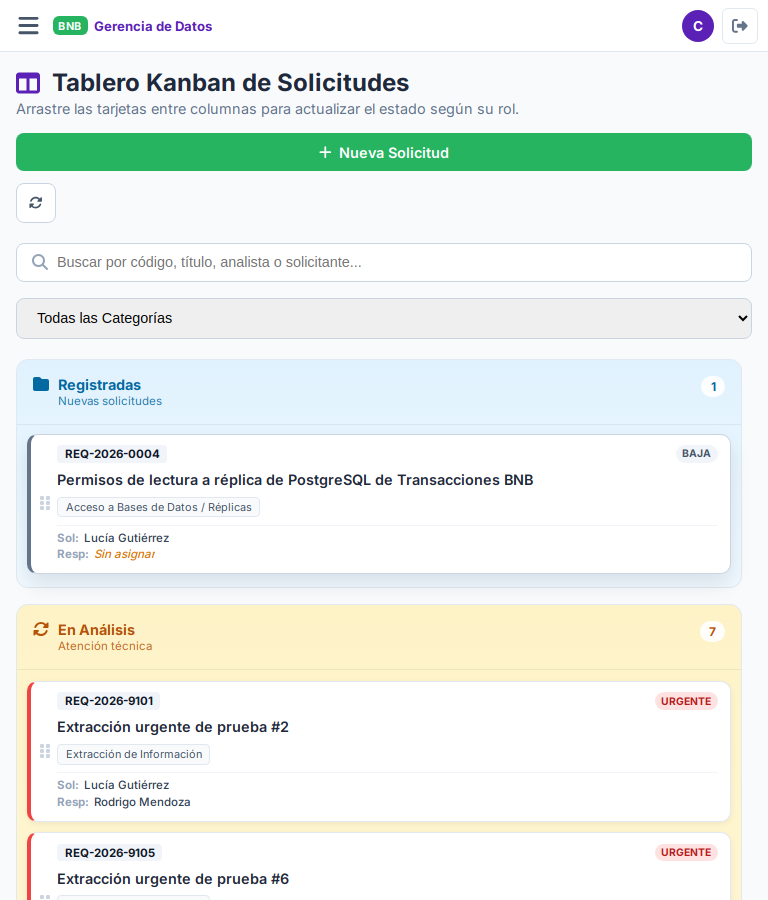 BNB Gerencia de Datos
C
Tablero Kanban de Solicitudes
Arrastre las tarjetas entre columnas para actualizar el estado según su rol.
Nueva Solicitud
Buscar por código, título, analista o solicitante...
Todas las Categorías
Registradas
1
Nuevas solicitudes
REQ-2026-0004
BAJA
Permisos de lectura a réplica de PostgreSQL de Transacciones BNB
Acceso a Bases de Datos / Réplicas
Sol: Lucía Gutiérrez
Resp: Sin asignar
En Análisis
7
Atención técnica
REQ-2026-9101
URGENTE
Extracción urgente de prueba #2
Extracción de Información
Sol: Lucía Gutiérrez
Resp: Rodrigo Mendoza
REQ-2026-9105
URGENTE
Extracción urgente de prueba #6